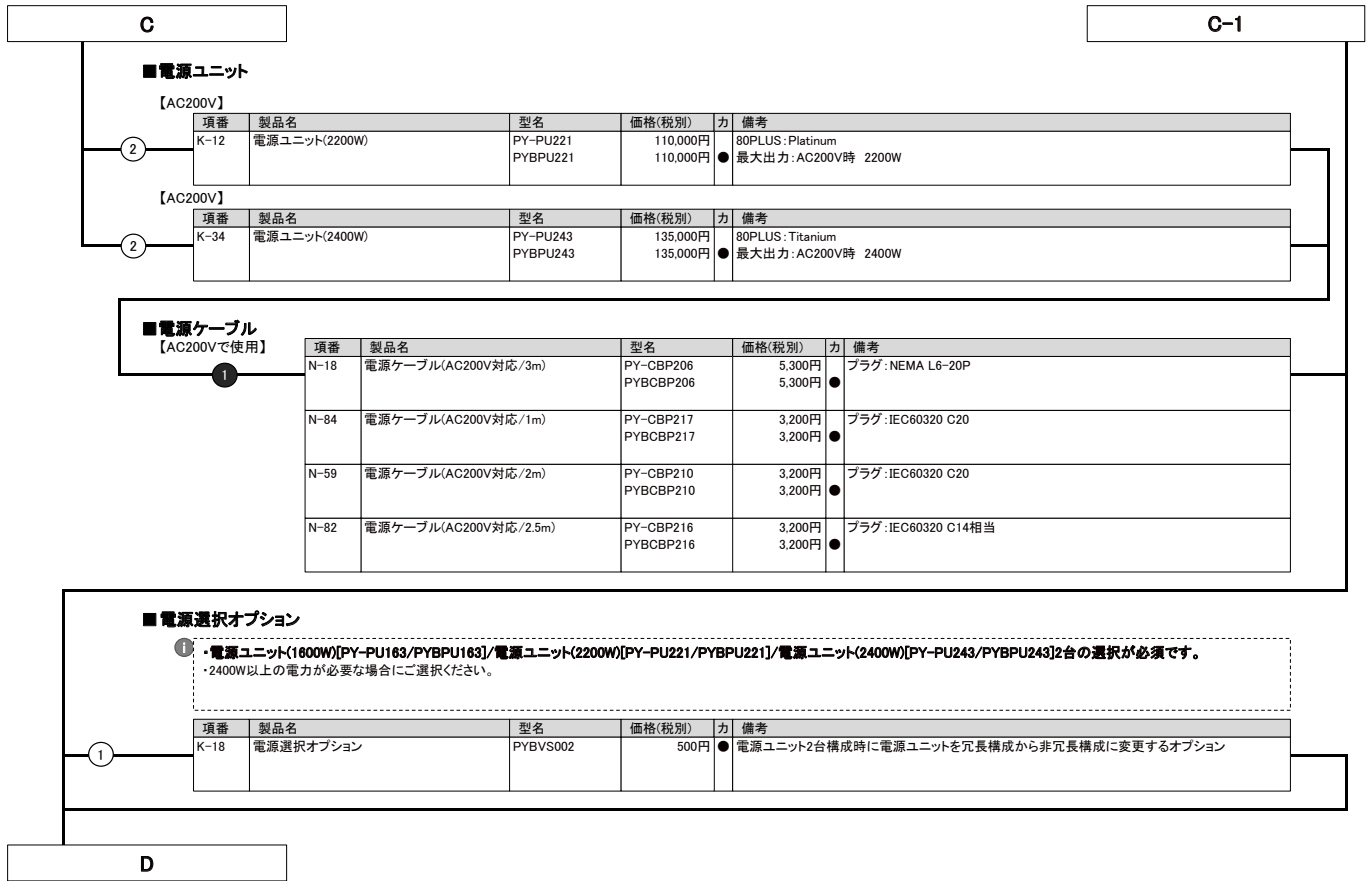 C
C-1
■電源ユニット
【AC200V】
項番 製品名 型名 価格(税別) カ 備考
② K-12 電源ユニット(2200W) PY-PU221 110,000円 80PLUS:Platinum
PYBPU221 110,000円 ● 最大出力:AC200V時 2200W
【AC200V】
項番 製品名 型名 価格(税別) カ 備考
② K-34 電源ユニット(2400W) PY-PU243 135,000円 80PLUS:Titanium
PYBPU243 135,000円 ● 最大出力:AC200V時 2400W
■電源ケーブル
【AC200Vで使用】
項番 製品名 型名 価格(税別) カ 備考
❶ N-18 電源ケーブル(AC200V対応/3m) PY-CBP206 5,300円 プラグ:NEMA L6-20P
PYBCBP206 5,300円 ●
N-84 電源ケーブル(AC200V対応/1m) PY-CBP217 3,200円 プラグ:IEC60320 C20
PYBCBP217 3,200円 ●
N-59 電源ケーブル(AC200V対応/2m) PY-CBP210 3,200円 プラグ:IEC60320 C20
PYBCBP210 3,200円 ●
N-82 電源ケーブル(AC200V対応/2.5m) PY-CBP216 3,200円 プラグ:IEC60320 C14相当
PYBCBP216 3,200円 ●
■電源選択オプション
i ・電源ユニット(1600W)[PY-PU163/PYBPU163]/電源ユニット(2200W)[PY-PU221/PYBPU221]/電源ユニット(2400W)[PY-PU243/PYBPU243]2台の選択が必須です。
・2400W以上の電力が必要な場合にご選択ください。
項番 製品名 型名 価格(税別) カ 備考
① K-18 電源選択オプション PYBVS002 500円 ● 電源ユニット2台構成時に電源ユニットを冗長構成から非冗長構成に変更するオプション
D